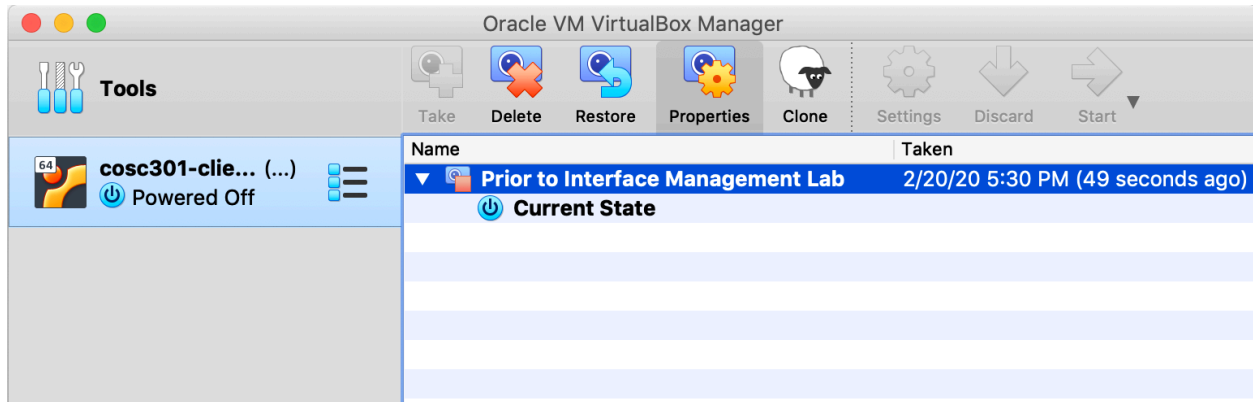 Oracle VM VirtualBox Manager
Tools
Take Delete Restore Properties Clone Settings Discard Start
Name Taken
64 cosc301-clie... (...)
Powered Off
Prior to Interface Management Lab 2/20/20 5:30 PM (49 seconds ago)
Current State